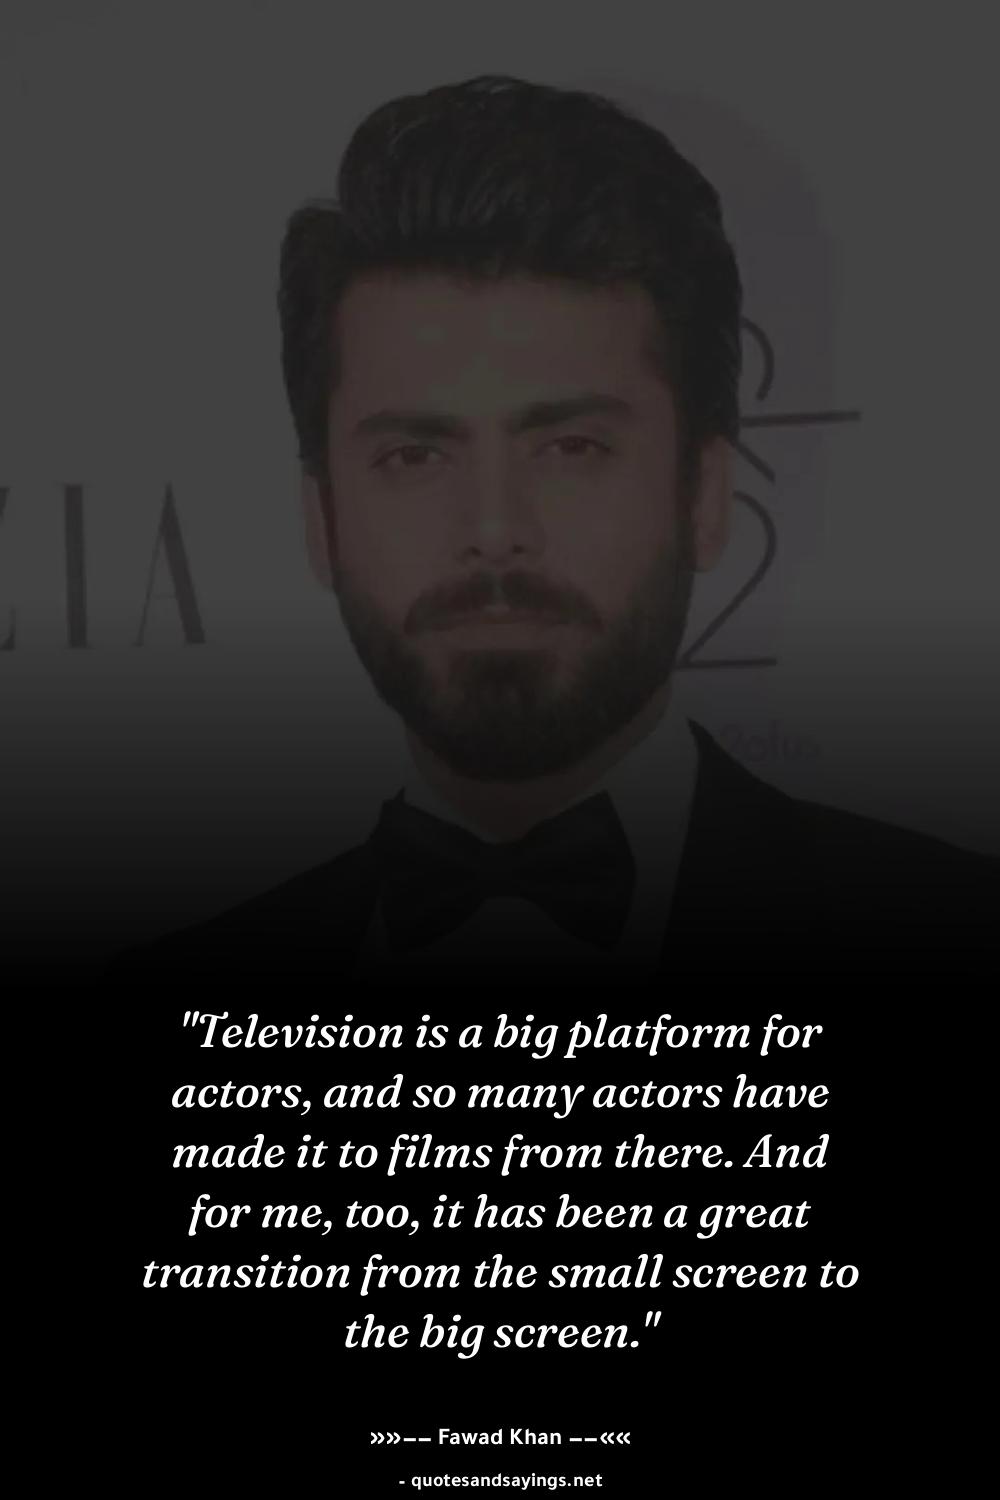 ZIA
"Television is a big platform for
actors, and so many actors have
made it to films from there. And
for me, too, it has been a great
transition from the small screen to
the big screen."
»»−− Fawad Khan −−««
- quotesandsayings.net